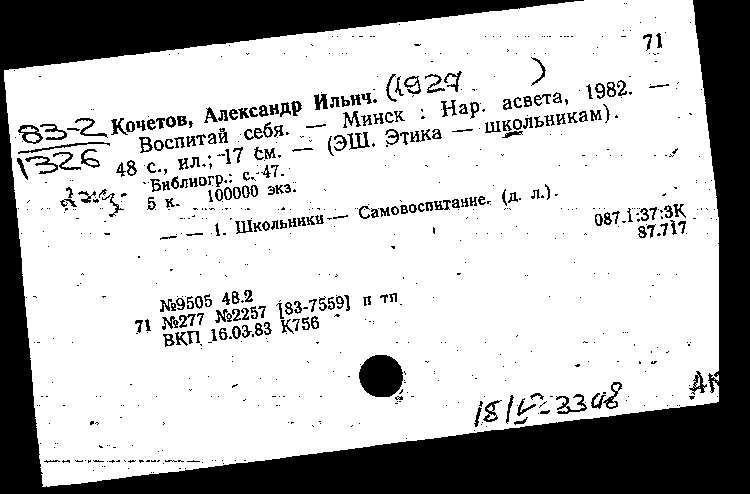 71
83-2
1326
2 экз.
Кочетов, Александр Ильич. (1927 )
Воспитай себя. — Минск : Нар. асвета, 1982. —
48 с., ил.; 17 см. — (ЭШ. Этика — школьникам).
Библиогр.: с. 47.
5 к. 100000 экз.
— — 1. Школьники — Самовоспитание. (д. л.).
087.1:37:3К
87.717
№9505 48.2
71 №277 №2257 [83-7559] п тп
ВКП 16.03.83 К756